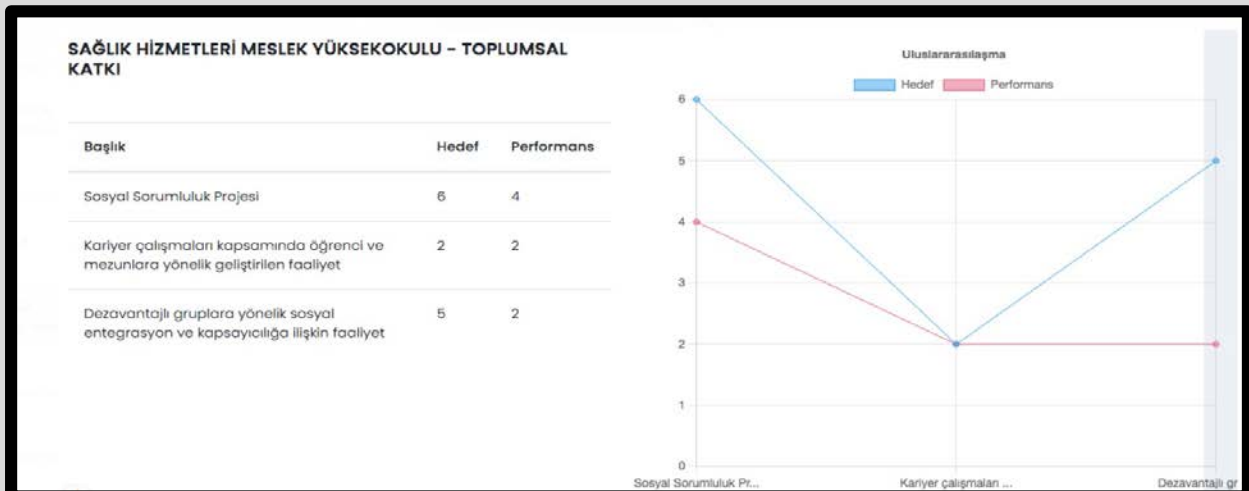 SAĞLIK HİZMETLERİ MESLEK YÜKSEKOKULU – TOPLUMSAL
KATKI
Başlık Hedef Performans
Sosyal Sorumluluk Projesi 6 4
Kariyer çalışmaları kapsamında öğrenci ve 2 2
mezunlara yönelik geliştirilen faaliyet
Dezavantajlı gruplara yönelik sosyal 5 2
entegrasyon ve kapsayıcılığa ilişkin faaliyet
Uluslararasılaşma
Hedef Performans
6
5
4
3
2
1
0
Sosyal Sorumluluk Pr... Kariyer çalışmaları ... Dezavantajlı gr